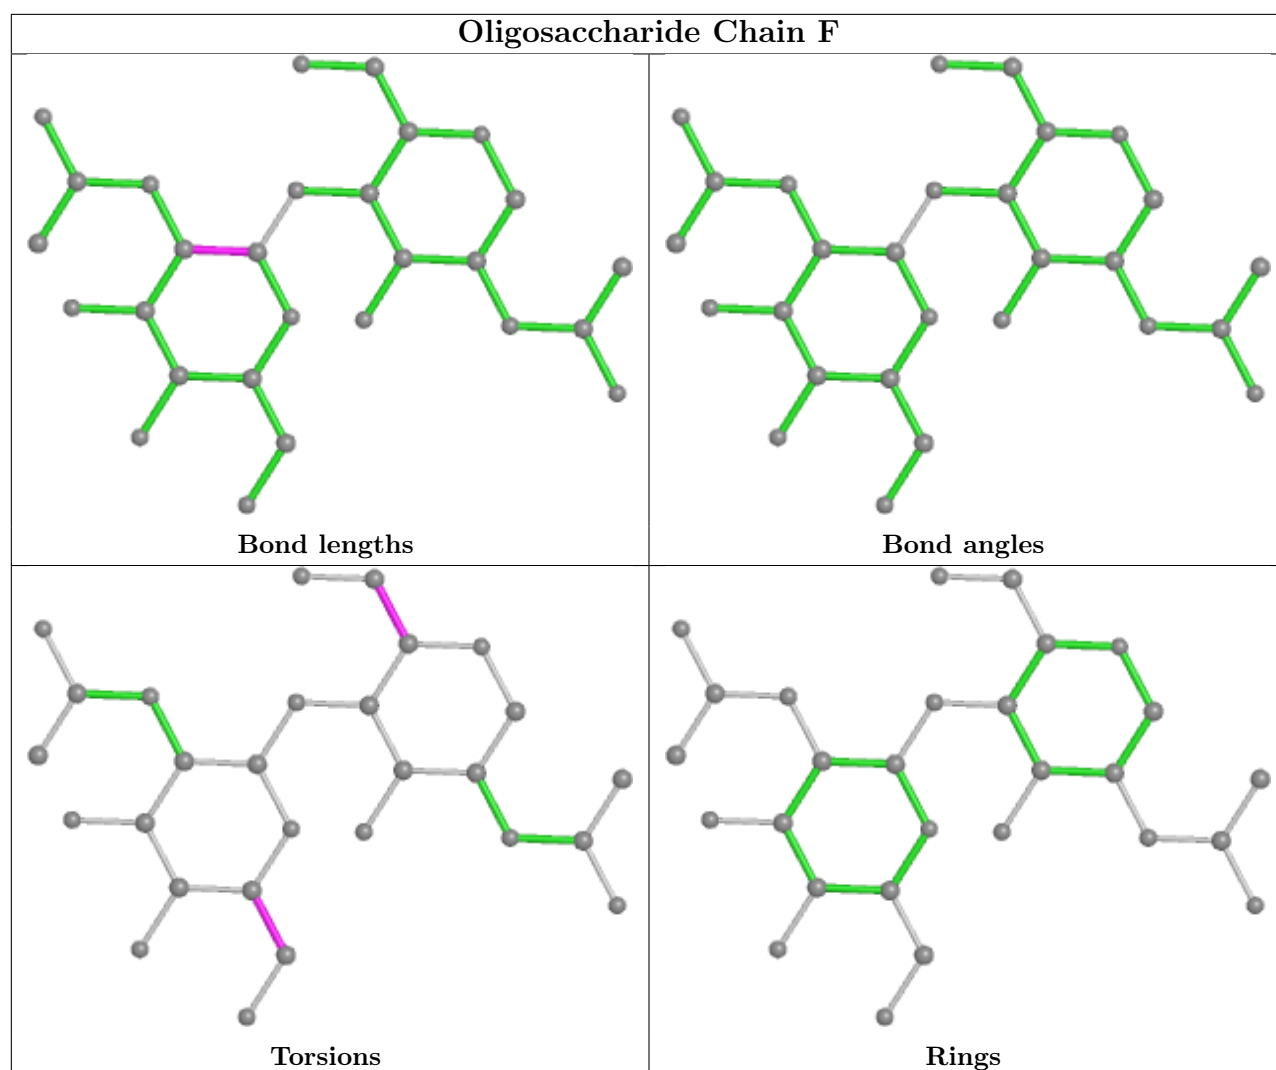 Oligosaccharide Chain F
Bond lengths
Bond angles
Torsions
Rings